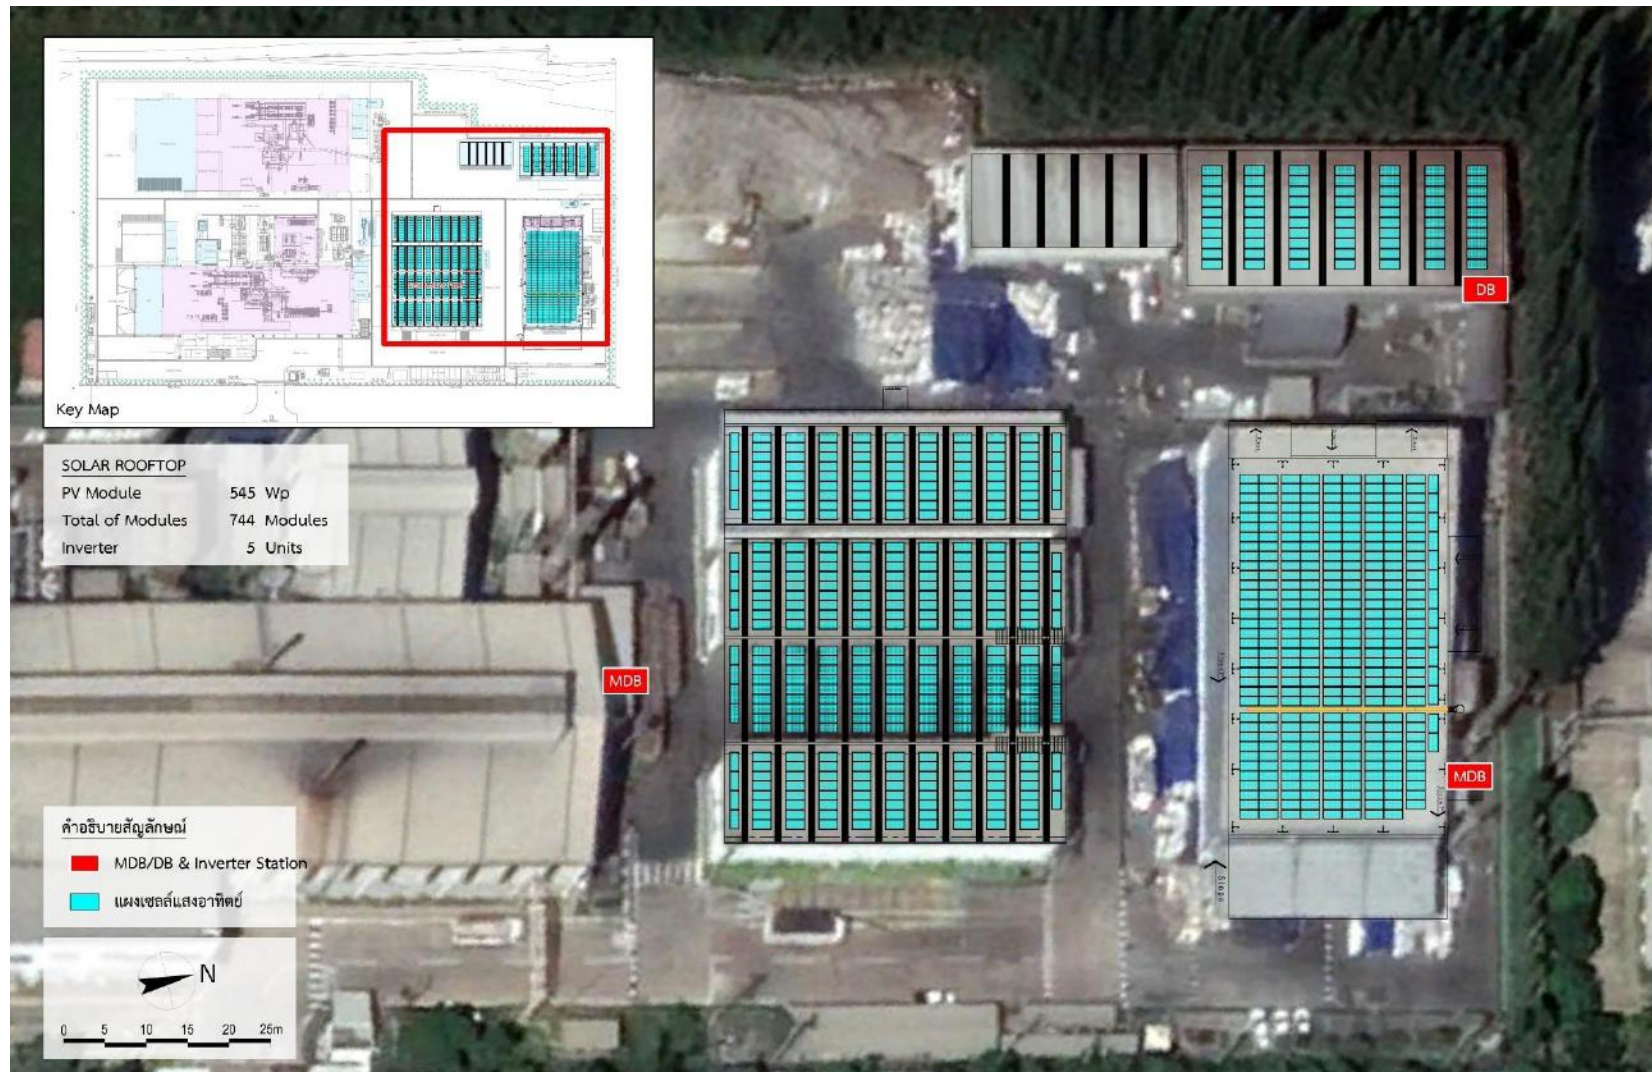 Key Map
SOLAR ROOFTOP
PV Module 545 Wp
Total of Modules 744 Modules
Inverter 5 Units
DB
MDB
MDB
Slope
คำอธิบายสัญลักษณ์
MDB/DB & Inverter Station
แผงเซลล์แสงอาทิตย์
N
0 5 10 15 20 25m